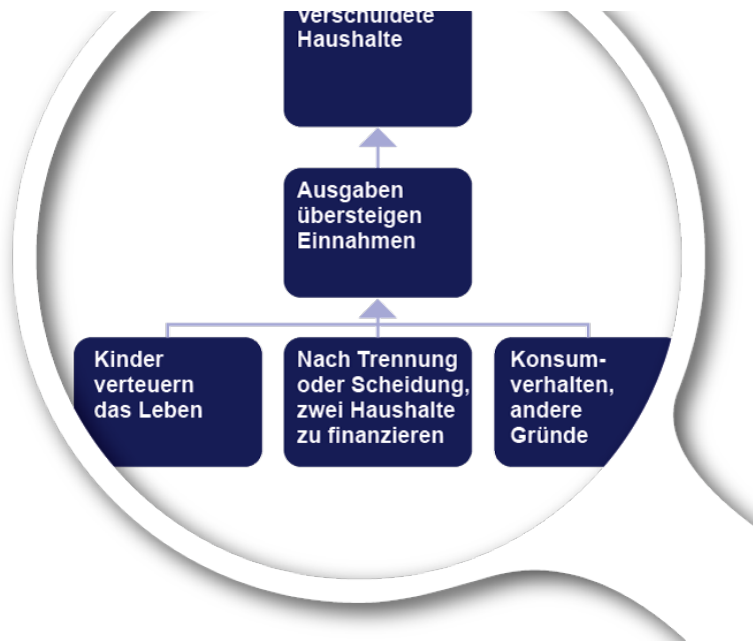 verschuldete
Haushalte
Ausgaben
übersteigen
Einnahmen
Kinder
verteuern
das Leben
Nach Trennung
oder Scheidung,
zwei Haushalte
zu finanzieren
Konsum-
verhalten,
andere
Gründe